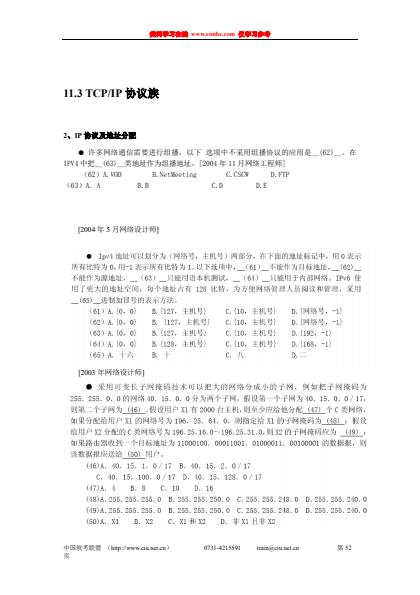 学网学习在线 www.cimhc.com 仅学习参考
11.3 TCP/IP 协议族
2、IP 协议及地址分配
● 许多网络通信需要进行组播，以下 选项中不采用组播协议的应用是__(62)__。在
IPV4 中把__(63)__类地址作为组播地址。[2004 年 11 月网络工程师]
(62) A.VOD B.NetMeeting C.CSCW D.FTP
(63) A. A B.B C.D D.E
[2004 年 5 月网络设计师]
● Ipv4 地址可以划分为 {网络号，主机号} 两部分，在下面的地址标记中，用 0 表示
所有比特为 0，用-1 表示所有比特为 1。以下选项中，__(61)__不能作为目标地址，__(62)__
不能作为源地址，__（63）__只能用语本机测试，__（64）__只能用于内部网络。IPv6 使
用了更大的地址空间，每个地址占有 128 比特，为方便网络管理人员阅读和管理，采用
__(65)__进制加冒号的表示方法。
(61) A.{0，0} B.{127，主机号} C.{10，主机号} D.{网络号，-1}
(62) A.{0，0} B. {127，主机号} C.{10，主机号} D.{网络号，-1}
(63) A.{0，0} B.{127，主机号} C.{10，主机号} D.{192，-1}
(64) A.{0，0} B.{128，主机号} C.{10，主机号} D.{168，-1}
(65) A. 十六 B. 十 C. 八 D.二
[2003 年网络设计师]
● 采用可变长子网掩码技术可以把大的网络分成小的子网，例如把子网掩码为
255. 255. 0. 0 的网络 40. 15. 0. 0 分为两个子网，假设第一个子网为 40. 15. 0. 0／17，
则第二个子网为 (46) 。假设用户 X1 有 2000 台主机,则至少应给他分配 (47) 个 C 类网络，
如果分配给用户 X1 的网络号为 196. 25. 64. 0，则指定给 X1 的子网掩码为 (48) ；假设
给用户 X2 分配的 C 类网络号为 196.25.16.0～196.25.31.0,则 X2 的子网掩码应为 (49) ；
如果路由器收到一个目标地址为 11000100. 00011001. 01000011. 00100001 的数据报，则
该数据报应送给 (50) 用户。
(46)A．40．15．1．0／17 B．40．15．2．0／17
C．40．15．100．0／17 D．40．15．128．0／17
(47)A．4 B．8 C．10 D．16
(48)A.255.255.255.0 B.255.255.250.0 C.255.255.248.0 D.255.255.240.0
(49)A.255.255.255.0 B.255.255.250.0 C.255.255.248.0 D.255.255.240.0
(50)A．X1 B．X2 C．X1 和 X2 D．非 X1 且非 X2
中国软考联盟 （http://www.ciu.net.cn） 0731-4215591 train@ciu.net.cn 第 52
页